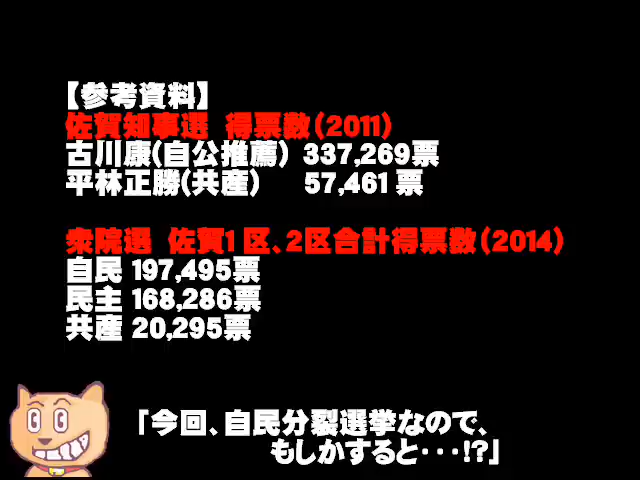 【参考資料】
佐賀知事選 得票数（2011）
古川康(自公推薦) 337,269票
平林正勝(共産) 57,461票
衆院選 佐賀1区、2区合計得票数（2014）
自民 197,495票
民主 168,286票
共産 20,295票
「今回、自民分裂選挙なので、
もしかすると・・・!?」